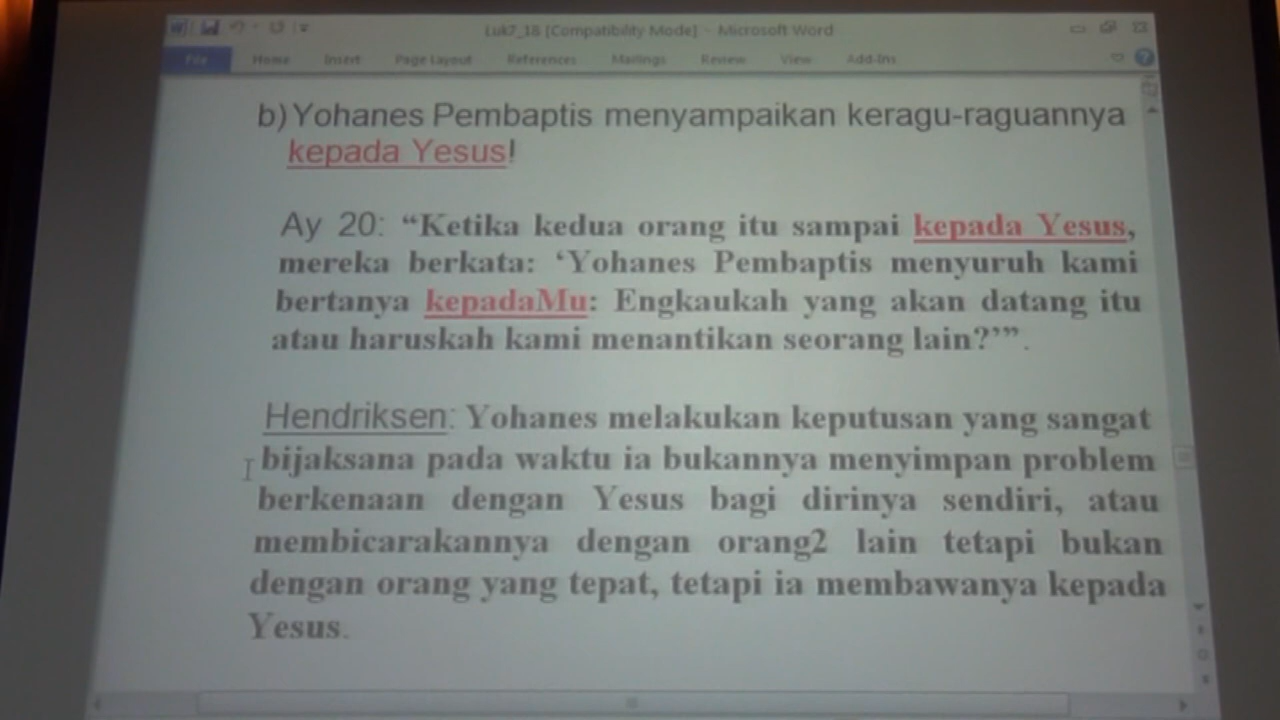 Luk7_18 [Compatibility Mode] - Microsoft Word
File Home Insert Page Layout References Mailings Review View Add-Ins
b) Yohanes Pembaptis menyampaikan keragu-raguannya
kepada Yesus!
Ay 20: “Ketika kedua orang itu sampai kepada Yesus,
mereka berkata: ‘Yohanes Pembaptis menyuruh kami
bertanya kepadaMu: Engkaukah yang akan datang itu
atau haruskah kami menantikan seorang lain?’”.
Hendriksen: Yohanes melakukan keputusan yang sangat
bijaksana pada waktu ia bukannya menyimpan problem
berkenaan dengan Yesus bagi dirinya sendiri, atau
membicarakannya dengan orang2 lain tetapi bukan
dengan orang yang tepat, tetapi ia membawanya kepada
Yesus.